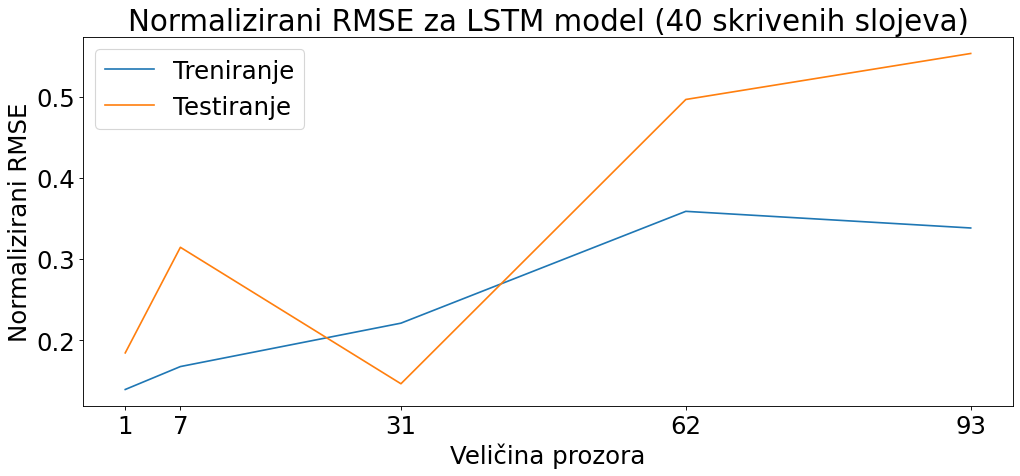 Normalizirani RMSE za LSTM model (40 skrivenih slojeva)
Treniranje
Testiranje
Normalizirani RMSE
0.5
0.4
0.3
0.2
1 7 31 62 93
Veličina prozora